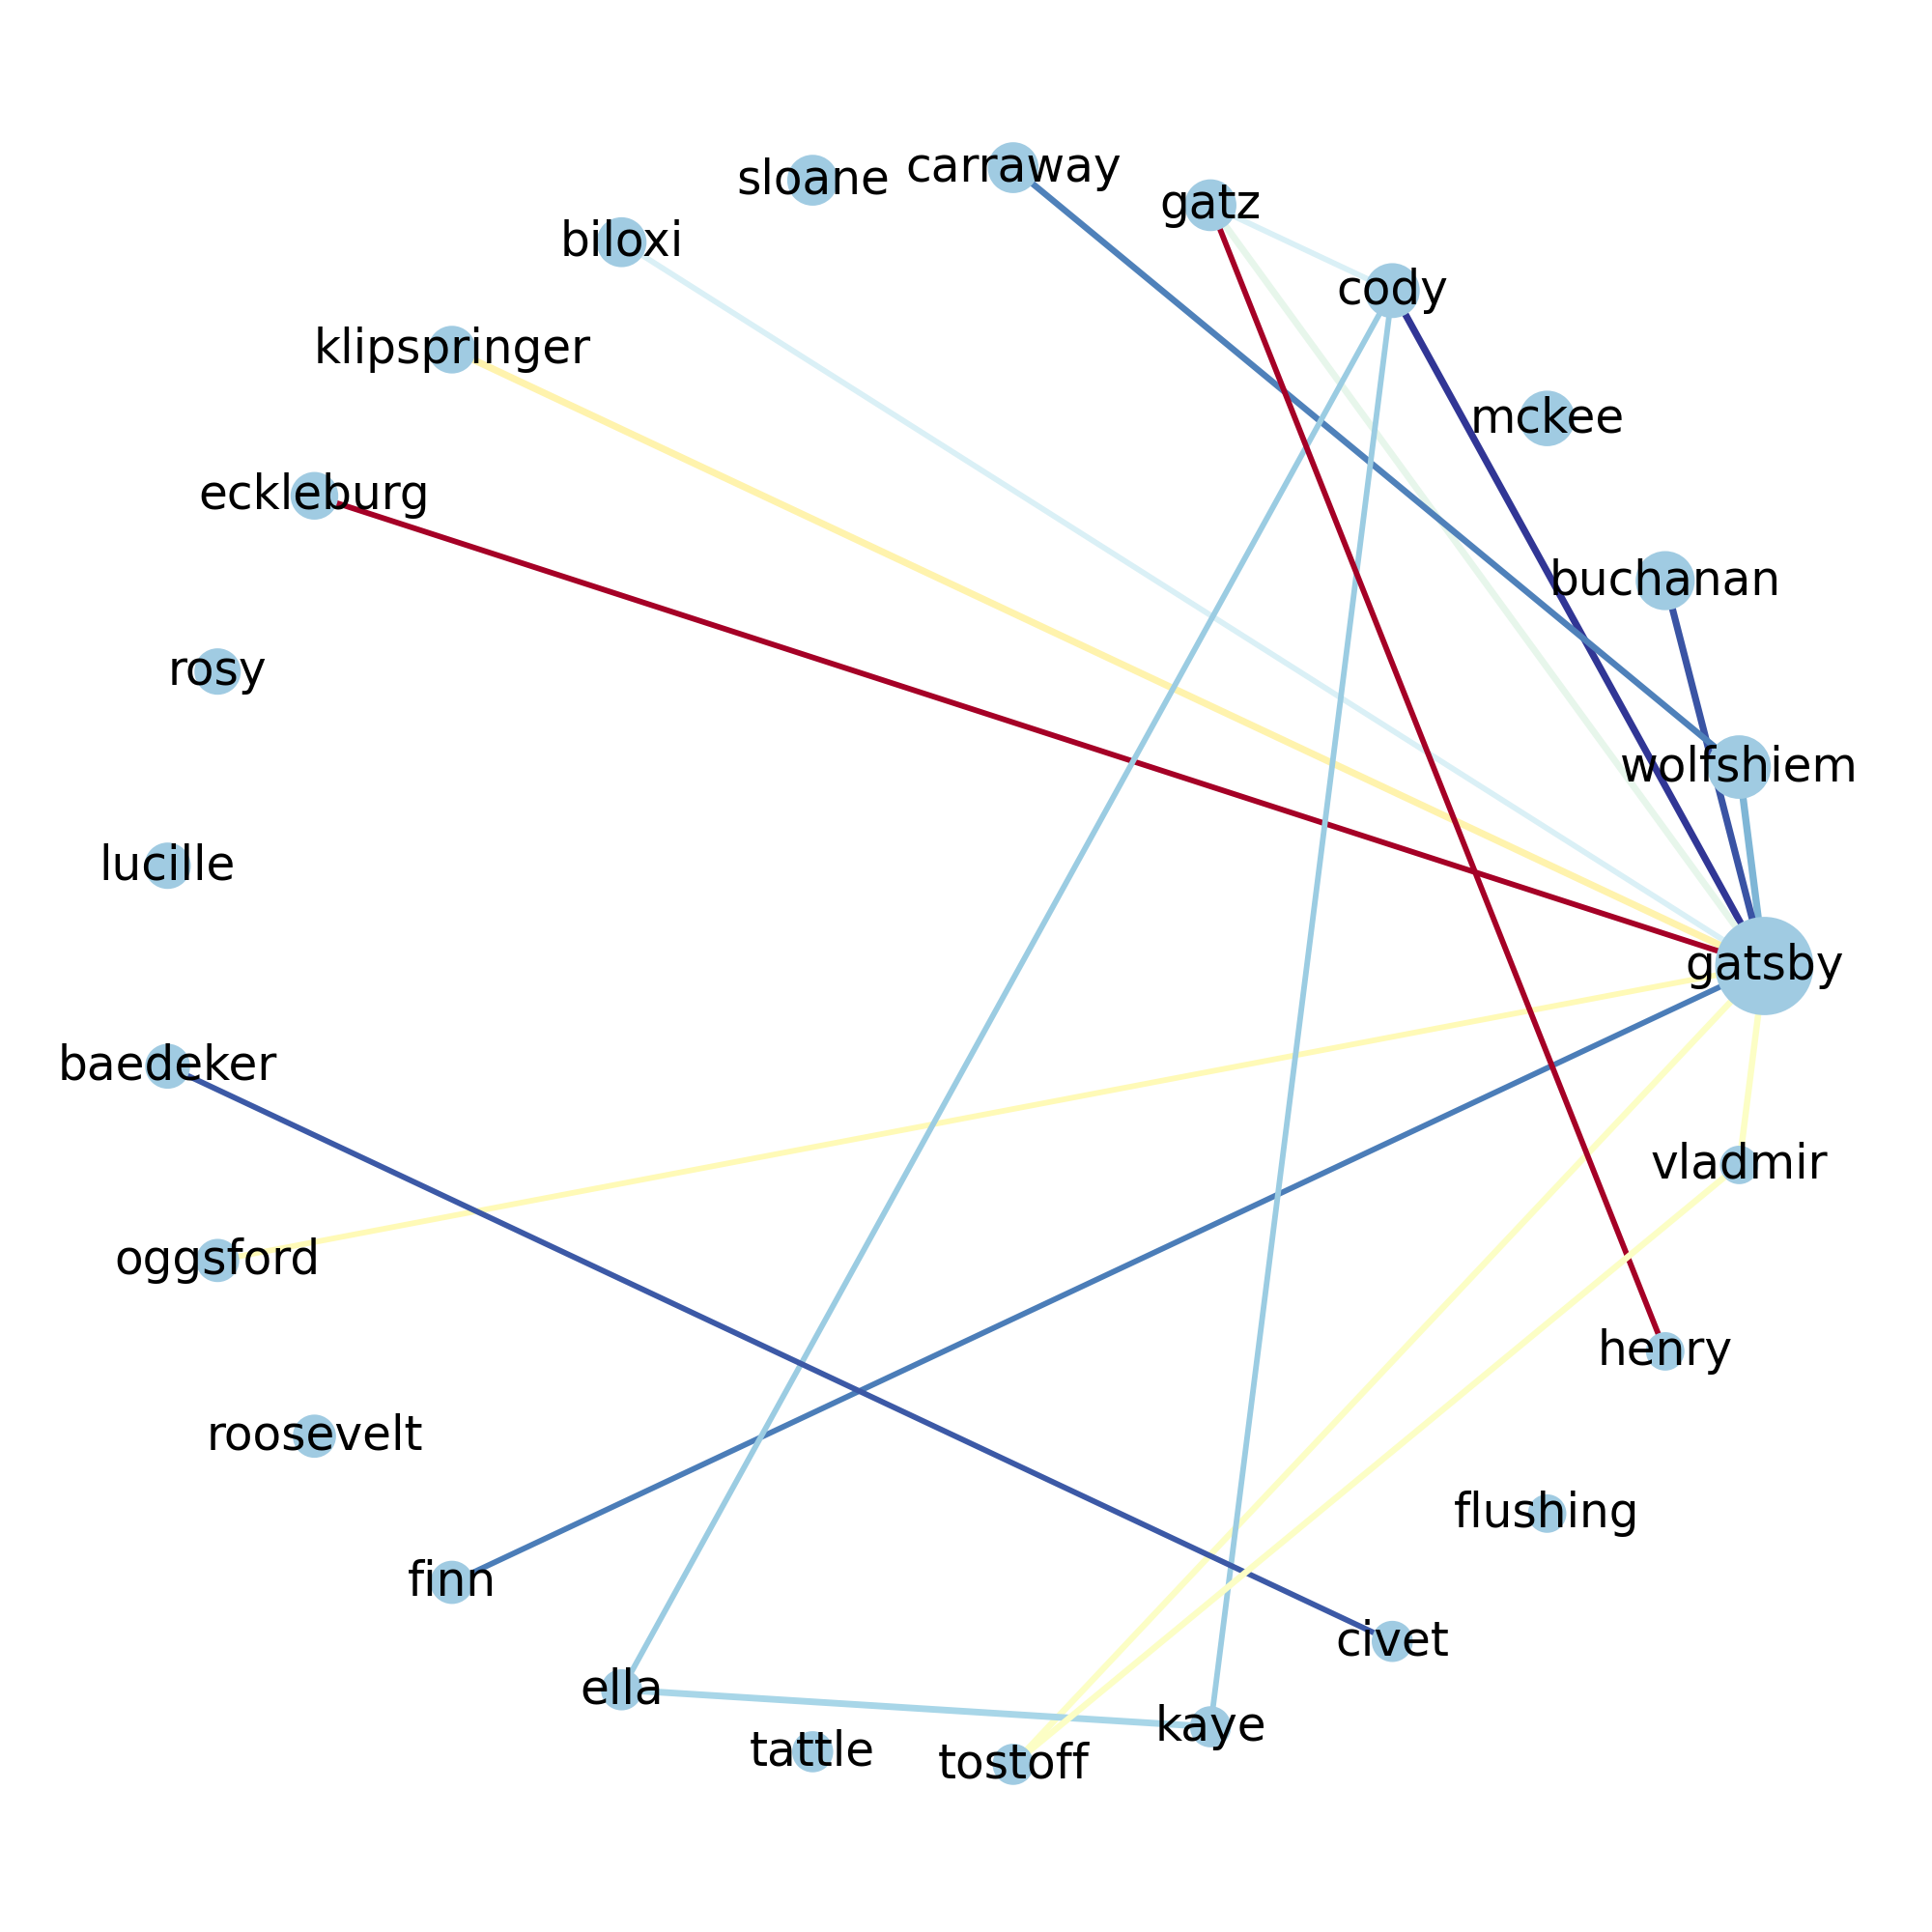 carraway
sloane
gatz
biloxi
cody
klipspringer
mckee
eckleburg
buchanan
rosy
wolfshiem
lucille
gatsby
baedeker
vladmir
oggsford
henry
roosevelt
flushing
finn
civet
ella
kaye
tattle
tostoff